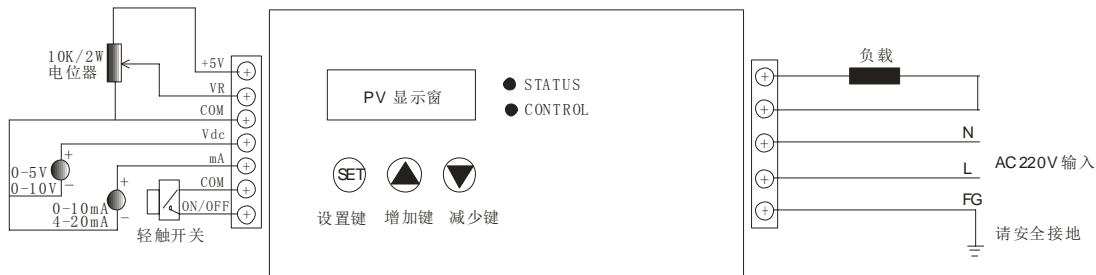 10K/2W
电位器
+5V
VR
COM
Vdc
mA
COM
ON/OFF
+
0-5V
0-10V
−
+
0-10mA
4-20mA
−
轻触开关
PV 显示窗
STATUS
CONTROL
SET
设置键 增加键 减少键
负载
N
L
AC220V 输入
FG
请安全接地